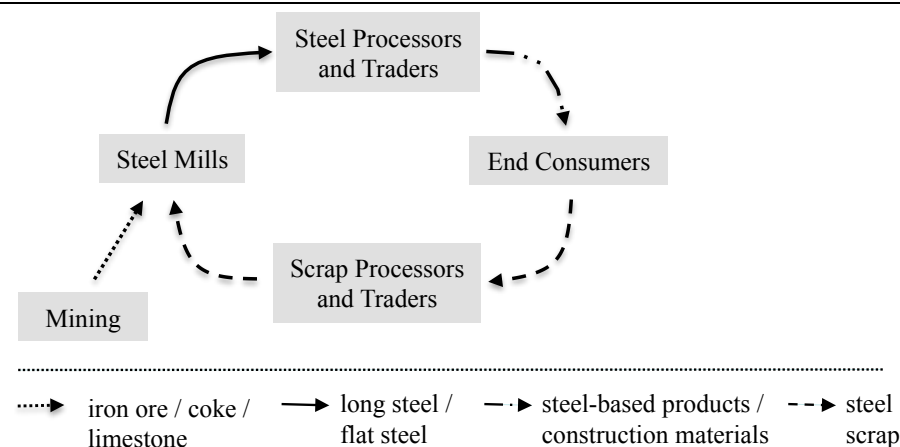 Steel Processors
and Traders
Steel Mills
End Consumers
Scrap Processors
and Traders
Mining
iron ore / coke /
limestone
long steel /
flat steel
steel-based products /
construction materials
steel
scrap